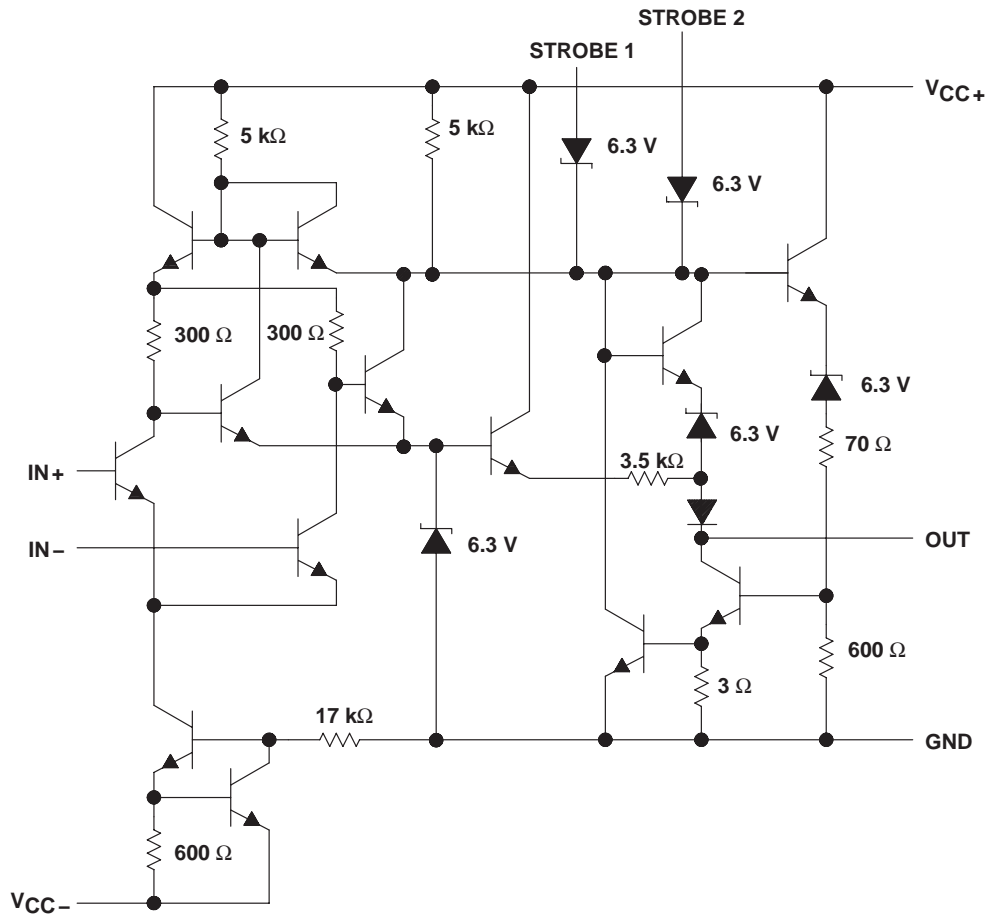 STROBE 2
STROBE 1
VCC+
5 kΩ
5 kΩ
6.3 V
6.3 V
300 Ω
300 Ω
6.3 V
6.3 V
70 Ω
3.5 kΩ
IN+
IN−
6.3 V
OUT
600 Ω
3 Ω
17 kΩ
GND
600 Ω
VCC−